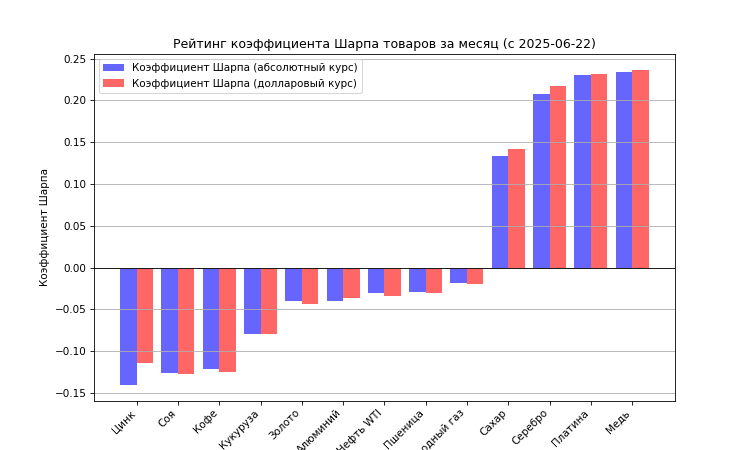 Рейтинг коэффициента Шарпа товаров за месяц (с 2025-06-22)
Коэффициент Шарпа (абсолютный курс)
Коэффициент Шарпа (долларовый курс)
Коэффициент Шарпа
0.25
0.20
0.15
0.10
0.05
0.00
−0.05
−0.10
−0.15
Цинк
Соя
Кофе
Кукуруза
Золото
Алюминий
Нефть WTI
Пшеница
одный газ
Сахар
Серебро
Платина
Медь